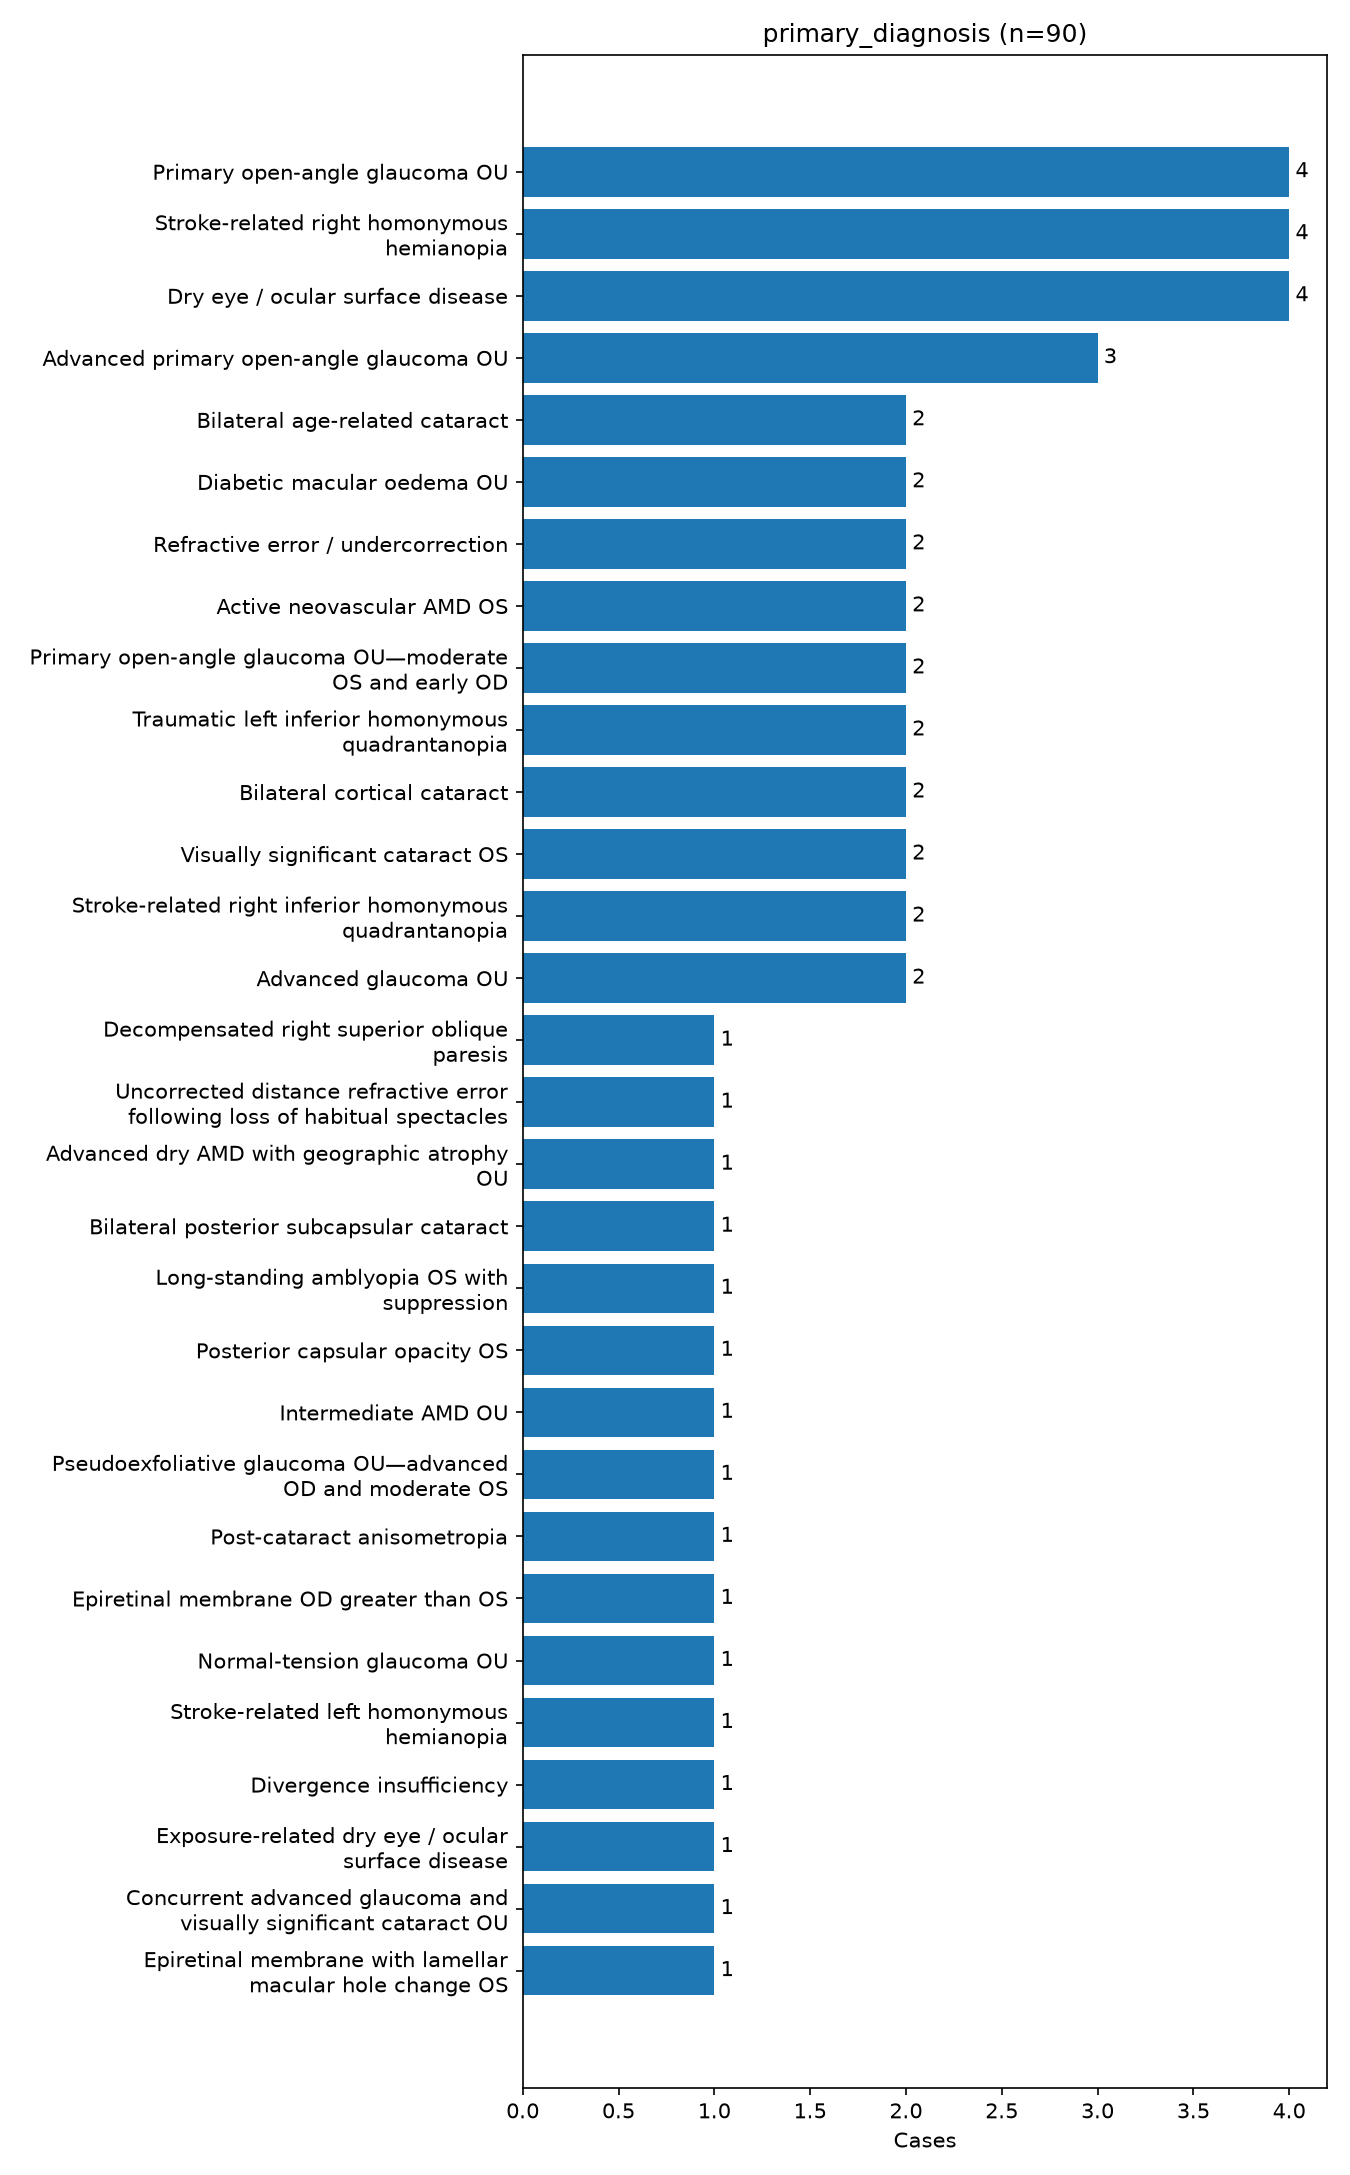 primary_diagnosis (n=90)
Primary open-angle glaucoma OU
4
Stroke-related right homonymous
hemianopia
4
Dry eye / ocular surface disease
4
Advanced primary open-angle glaucoma OU
3
Bilateral age-related cataract
2
Diabetic macular oedema OU
2
Refractive error / undercorrection
2
Active neovascular AMD OS
2
Primary open-angle glaucoma OU—moderate
OS and early OD
2
Traumatic left inferior homonymous
quadrantanopia
2
Bilateral cortical cataract
2
Visually significant cataract OS
2
Stroke-related right inferior homonymous
quadrantanopia
2
Advanced glaucoma OU
2
Decompensated right superior oblique
paresis
1
Uncorrected distance refractive error
following loss of habitual spectacles
1
Advanced dry AMD with geographic atrophy
OU
1
Bilateral posterior subcapsular cataract
1
Long-standing amblyopia OS with
suppression
1
Posterior capsular opacity OS
1
Intermediate AMD OU
1
Pseudoexfoliative glaucoma OU—advanced
OD and moderate OS
1
Post-cataract anisometropia
1
Epiretinal membrane OD greater than OS
1
Normal-tension glaucoma OU
1
Stroke-related left homonymous
hemianopia
1
Divergence insufficiency
1
Exposure-related dry eye / ocular
surface disease
1
Concurrent advanced glaucoma and
visually significant cataract OU
1
Epiretinal membrane with lamellar
macular hole change OS
1
0.0 0.5 1.0 1.5 2.0 2.5 3.0 3.5 4.0
Cases